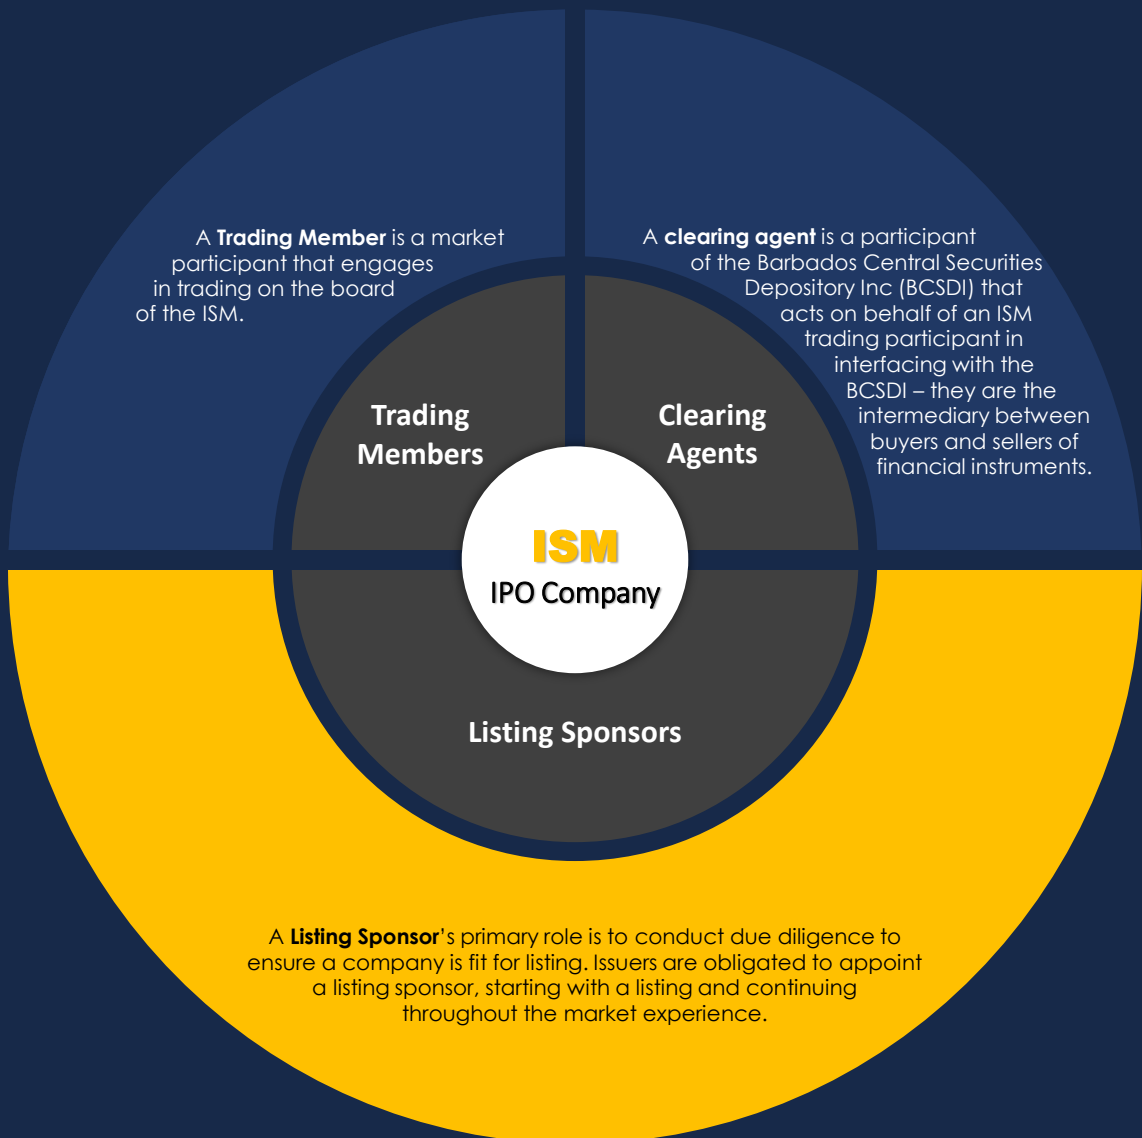 A Trading Member is a market
participant that engages
in trading on the board
of the ISM.
A clearing agent is a participant
of the Barbados Central Securities
Depository Inc (BCSDI) that
acts on behalf of an ISM
trading participant in
interfacing with the
BCSDI – they are the
intermediary between
buyers and sellers of
financial instruments.
Trading
Members
Clearing
Agents
ISM
IPO Company
Listing Sponsors
A Listing Sponsor's primary role is to conduct due diligence to
ensure a company is fit for listing. Issuers are obligated to appoint
a listing sponsor, starting with a listing and continuing
throughout the market experience.